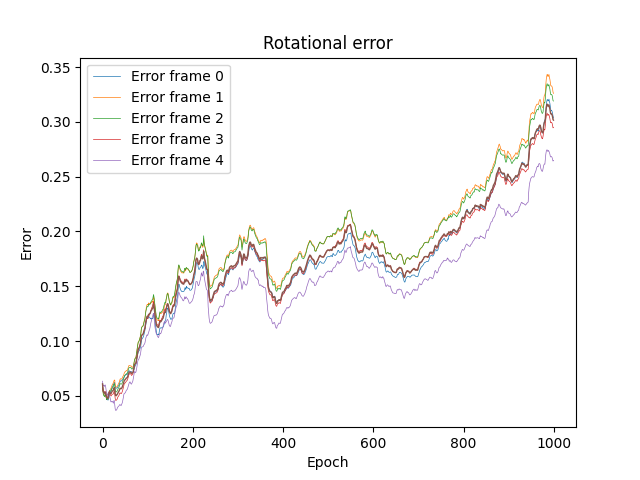 Rotational error
Error frame 0
Error frame 1
Error frame 2
Error frame 3
Error frame 4
0.35
0.30
0.25
0.20
0.15
0.10
0.05
Error
0
200
400
600
800
1000
Epoch